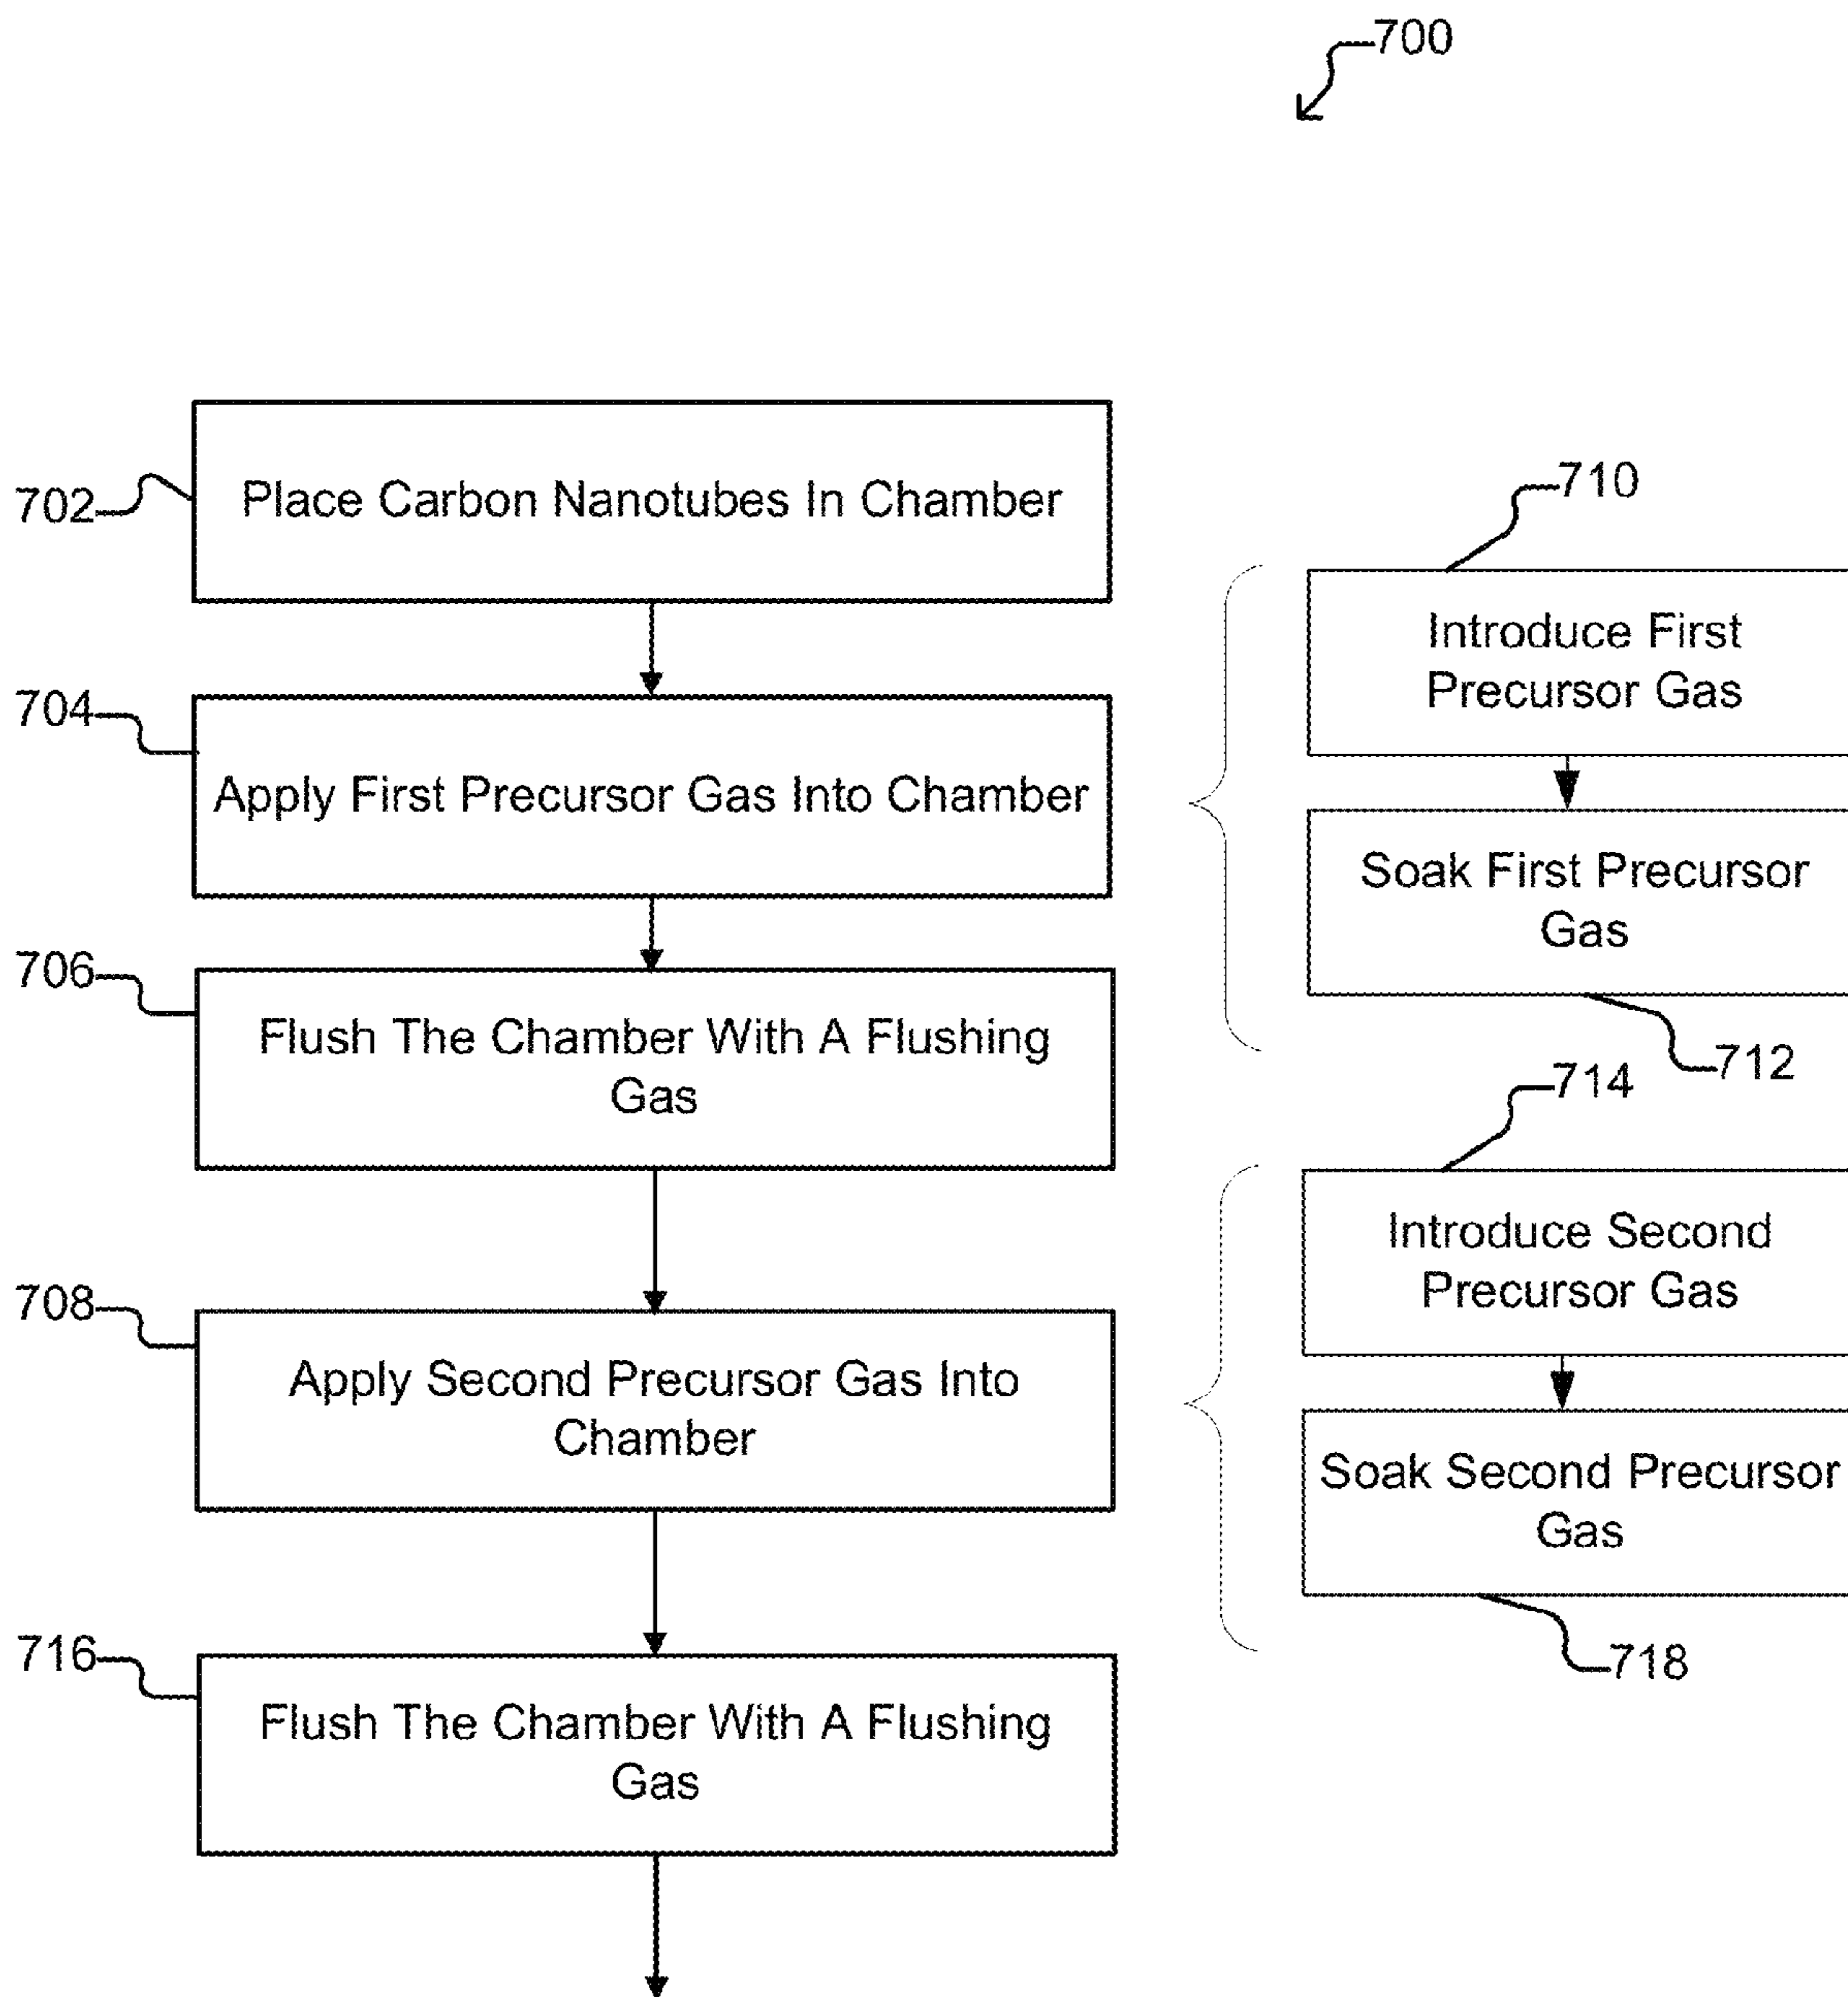 700
702
Place Carbon Nanotubes In Chamber
704
Apply First Precursor Gas Into Chamber
706
Flush The Chamber With A Flushing
Gas
708
Apply Second Precursor Gas Into
Chamber
716
Flush The Chamber With A Flushing
Gas
710
Introduce First
Precursor Gas
Soak First Precursor
Gas
712
714
Introduce Second
Precursor Gas
Soak Second Precursor
Gas
718